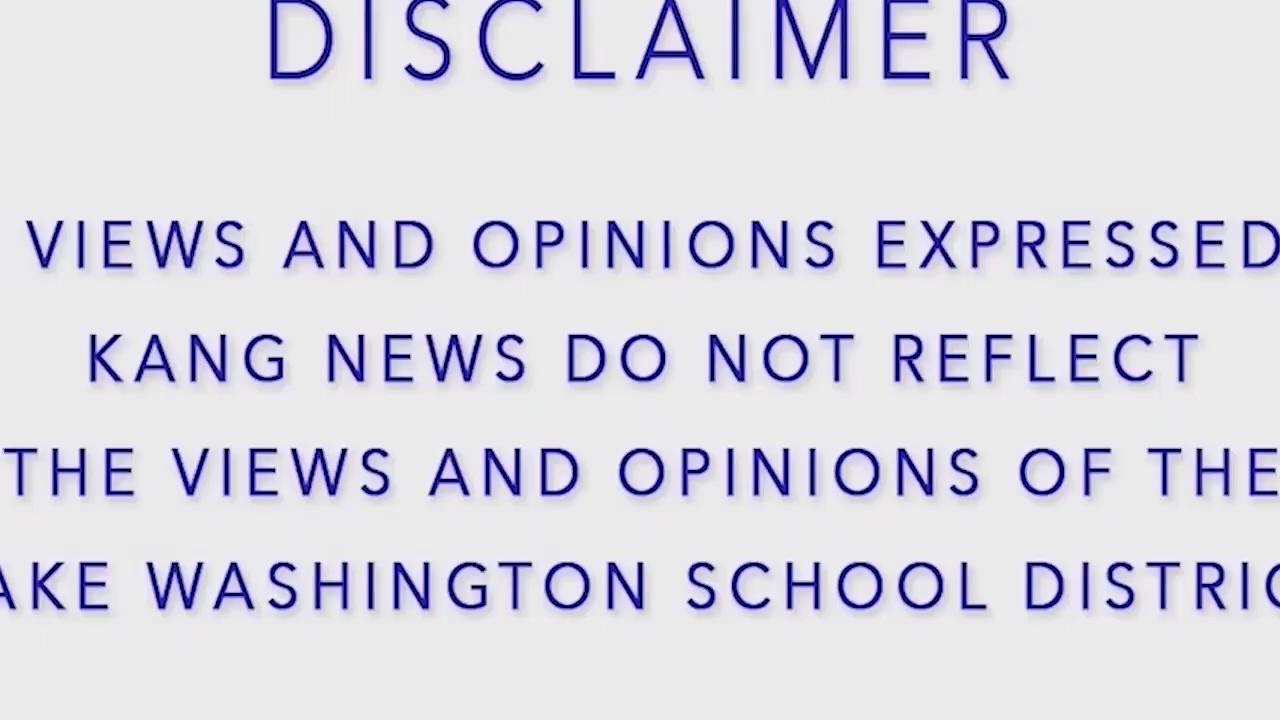 DISCLAIMER
VIEWS AND OPINIONS EXPRESSED
KANG NEWS DO NOT REFLECT
THE VIEWS AND OPINIONS OF THE
AKE WASHINGTON SCHOOL DISTRIC